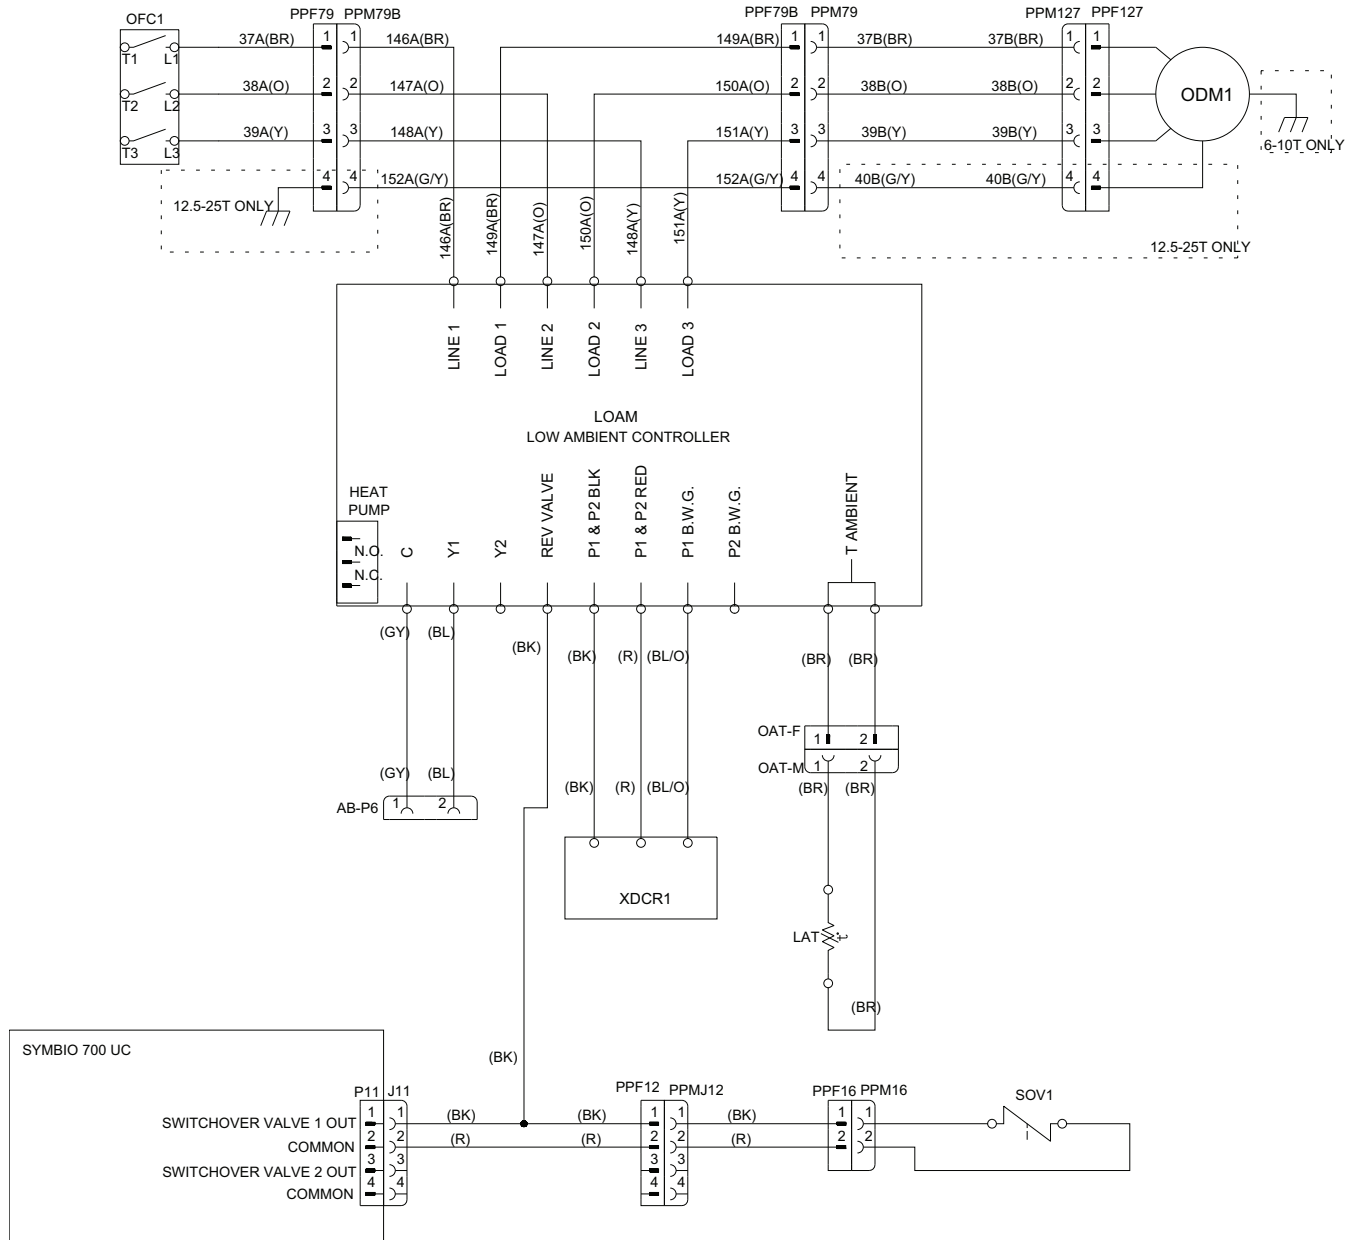 OFC1
PPF79 PPM79B
PPF79B PPM79
PPM127 PPF127
T1 L1
37A(BR)
1 1
146A(BR)
149A(BR)
1 1
37B(BR)
37B(BR)
1 1
T2 L2
38A(O)
2 2
147A(O)
150A(O)
2 2
38B(O)
38B(O)
2 2
ODM1
T3 L3
39A(Y)
3 3
148A(Y)
151A(Y)
3 3
39B(Y)
39B(Y)
3 3
6-10T ONLY
4 4
152A(G/Y)
152A(G/Y)
4 4
40B(G/Y)
40B(G/Y)
4 4
12.5-25T ONLY
12.5-25T ONLY
146A(BR)
149A(BR)
147A(O)
150A(O)
148A(Y)
151A(Y)
LINE 1
LOAD 1
LINE 2
LOAD 2
LINE 3
LOAD 3
LOAM
LOW AMBIENT CONTROLLER
HEAT
PUMP
N.O.
N.C.
C
Y1
Y2
REV VALVE
P1 & P2 BLK
P1 & P2 RED
P1 B.W.G.
P2 B.W.G.
T AMBIENT
(GY) (BL)
(BK)
(BK) (R) (BL/O)
(BR) (BR)
OAT-F 1 2
OAT-M 1 2
(GY) (BL)
(BK) (R) (BL/O)
(BR) (BR)
AB-P6 1 2
XDCR1
LAT t
(BR)
SYMBIO 700 UC
(BK)
P11 J11
PPF12 PPMJ12
PPF16 PPM16
SOV1
SWITCHOVER VALVE 1 OUT 1 1 (BK) (BK) 1 1 (BK) 1 1
COMMON 2 2 (R) (R) 2 2 (R) 2 2
SWITCHOVER VALVE 2 OUT 3 3 3 3
COMMON 4 4 4 4